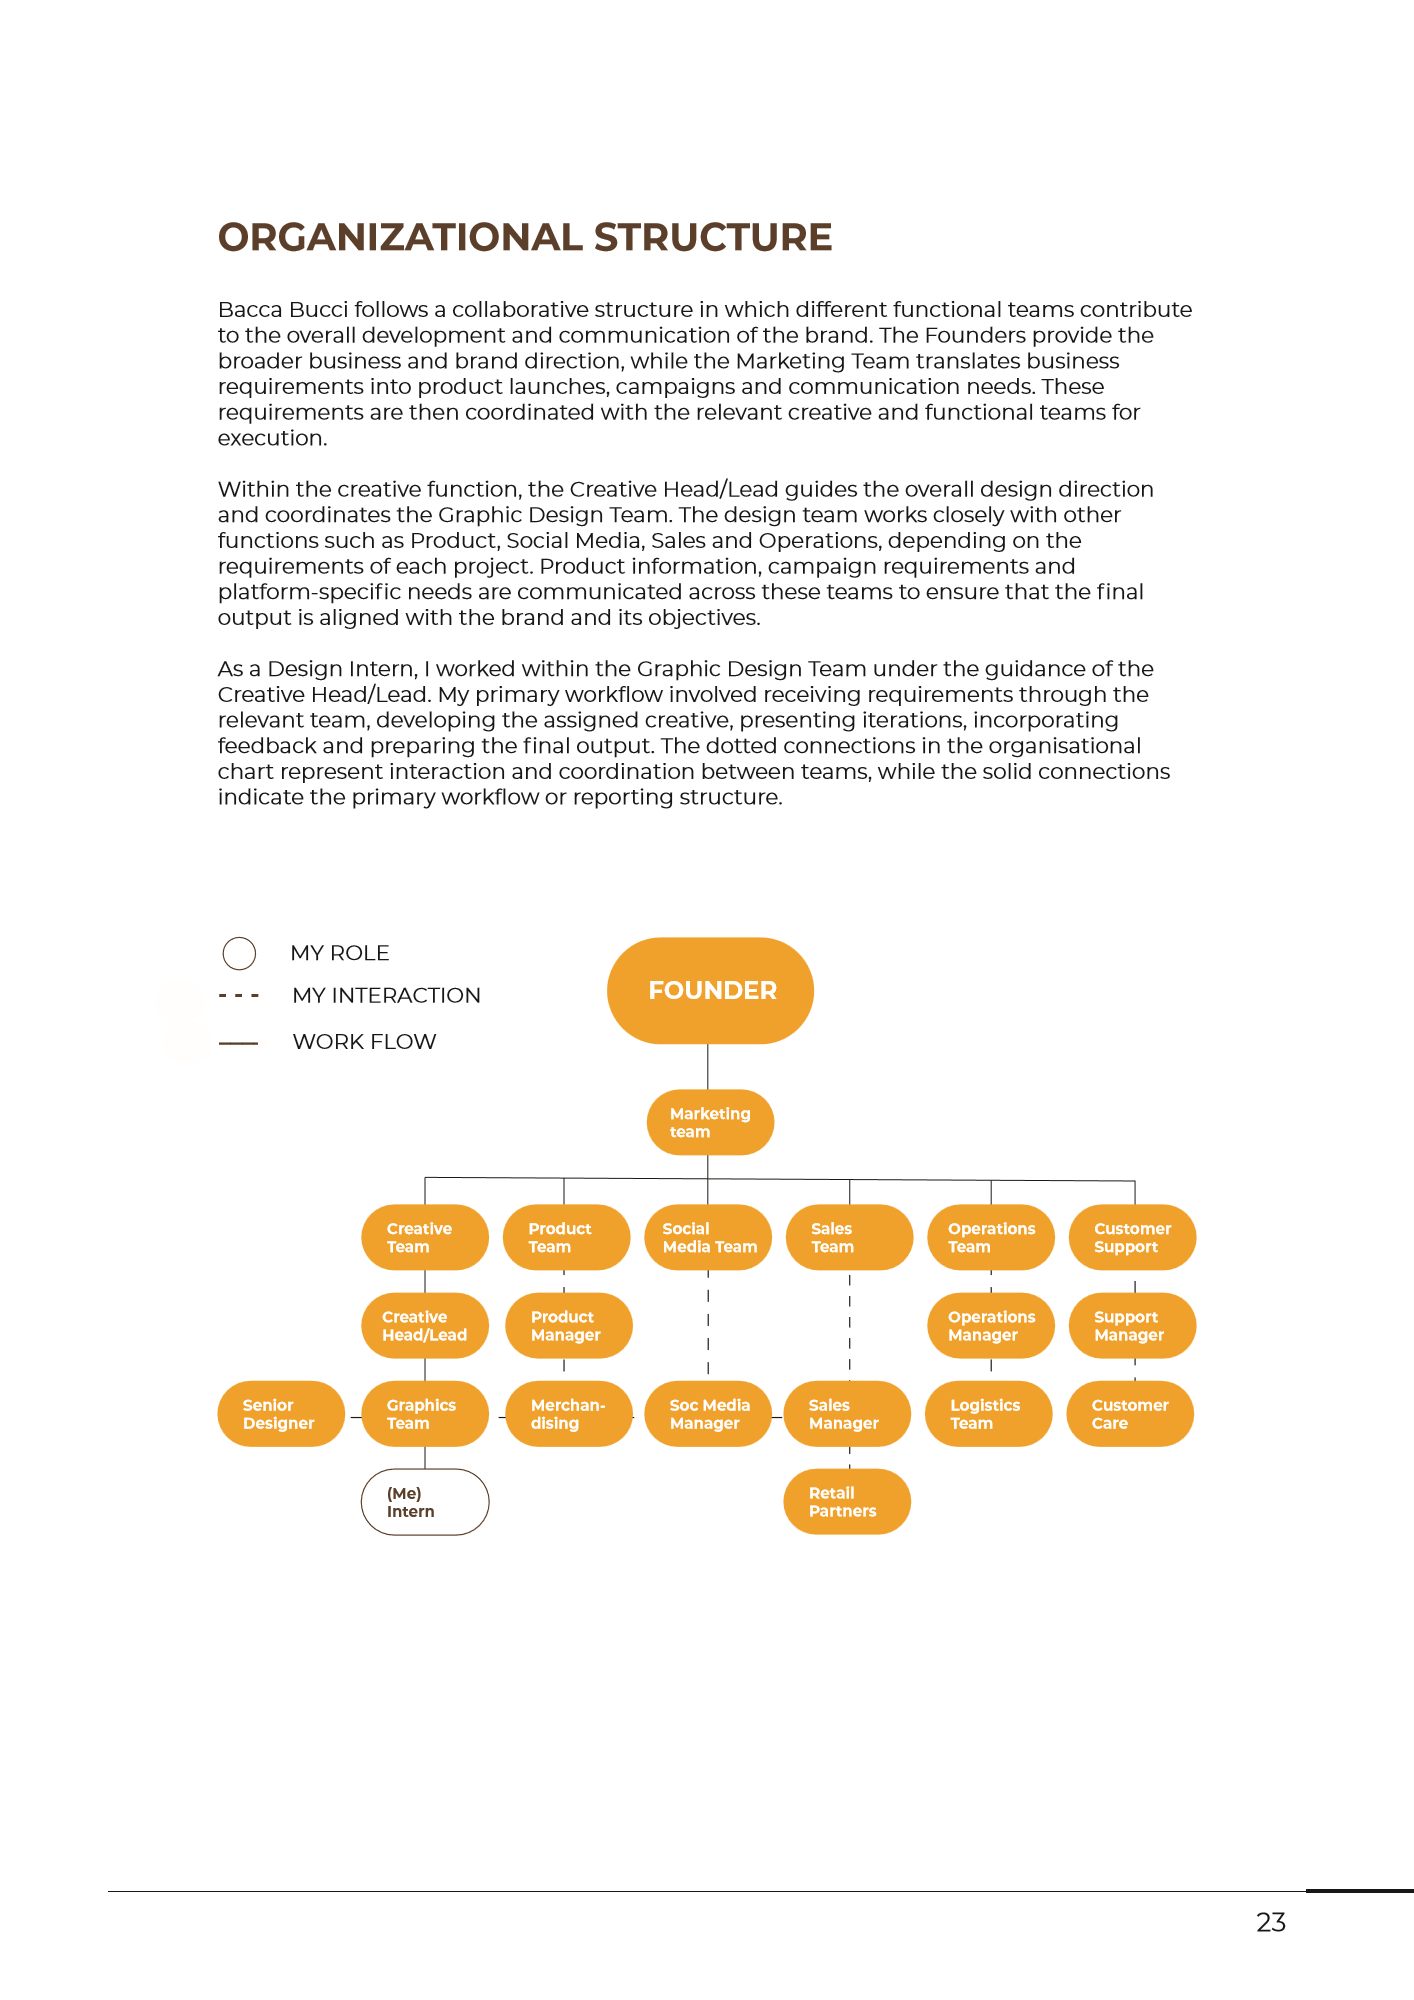 ORGANIZATIONAL STRUCTURE
Bacca Bucci follows a collaborative structure in which different functional teams contribute
to the overall development and communication of the brand. The Founders provide the
broader business and brand direction, while the Marketing Team translates business
requirements into product launches, campaigns and communication needs. These
requirements are then coordinated with the relevant creative and functional teams for
execution.
Within the creative function, the Creative Head/Lead guides the overall design direction
and coordinates the Graphic Design Team. The design team works closely with other
functions such as Product, Social Media, Sales and Operations, depending on the
requirements of each project. Product information, campaign requirements and
platform-specific needs are communicated across these teams to ensure that the final
output is aligned with the brand and its objectives.
As a Design Intern, I worked within the Graphic Design Team under the guidance of the
Creative Head/Lead. My primary workflow involved receiving requirements through the
relevant team, developing the assigned creative, presenting iterations, incorporating
feedback and preparing the final output. The dotted connections in the organisational
chart represent interaction and coordination between teams, while the solid connections
indicate the primary workflow or reporting structure.
MY ROLE
MY INTERACTION
WORK FLOW
FOUNDER
Marketing
team
Creative
Team
Product
Team
Social
Media Team
Sales
Team
Operations
Team
Customer
Support
Creative
Head/Lead
Product
Manager
Operations
Manager
Support
Manager
Senior
Designer
Graphics
Team
Merchan-
dising
Soc Media
Manager
Sales
Manager
Logistics
Team
Customer
Care
(Me)
Intern
Retail
Partners
23